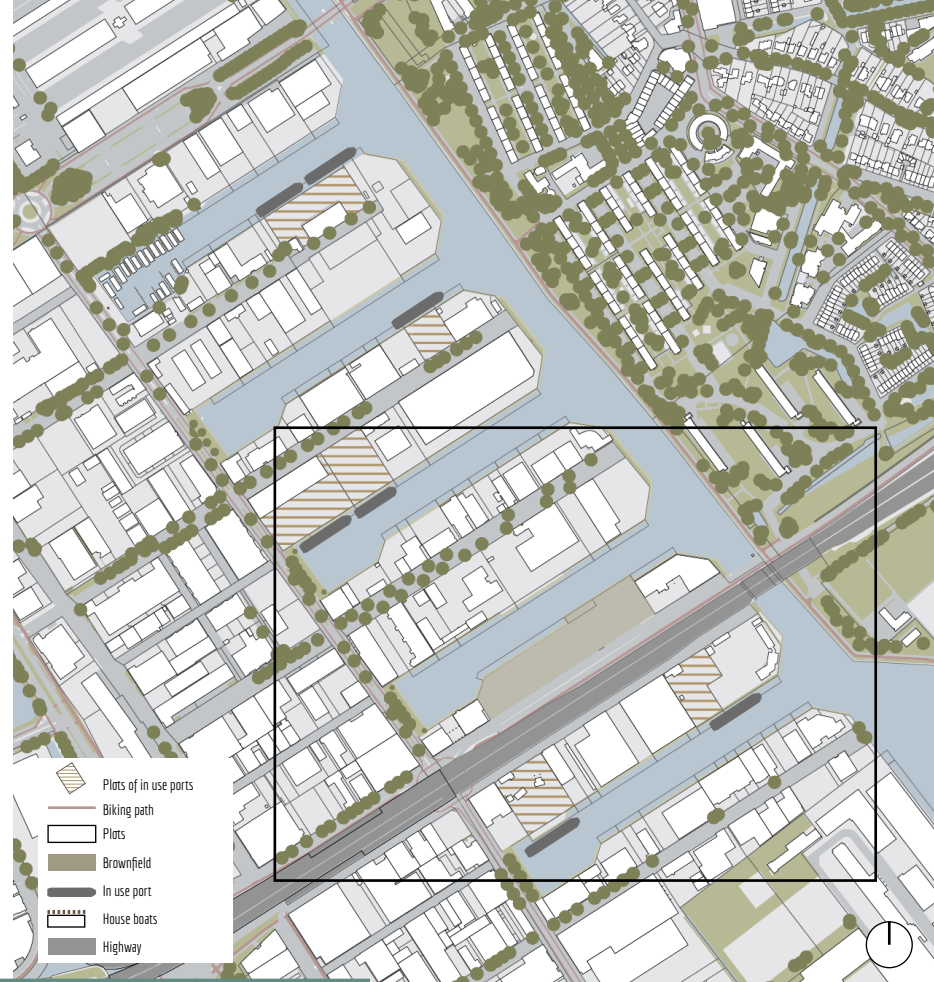 Plots of in use ports
Biking path
Plots
Brownfield
In use port
House boats
Highway